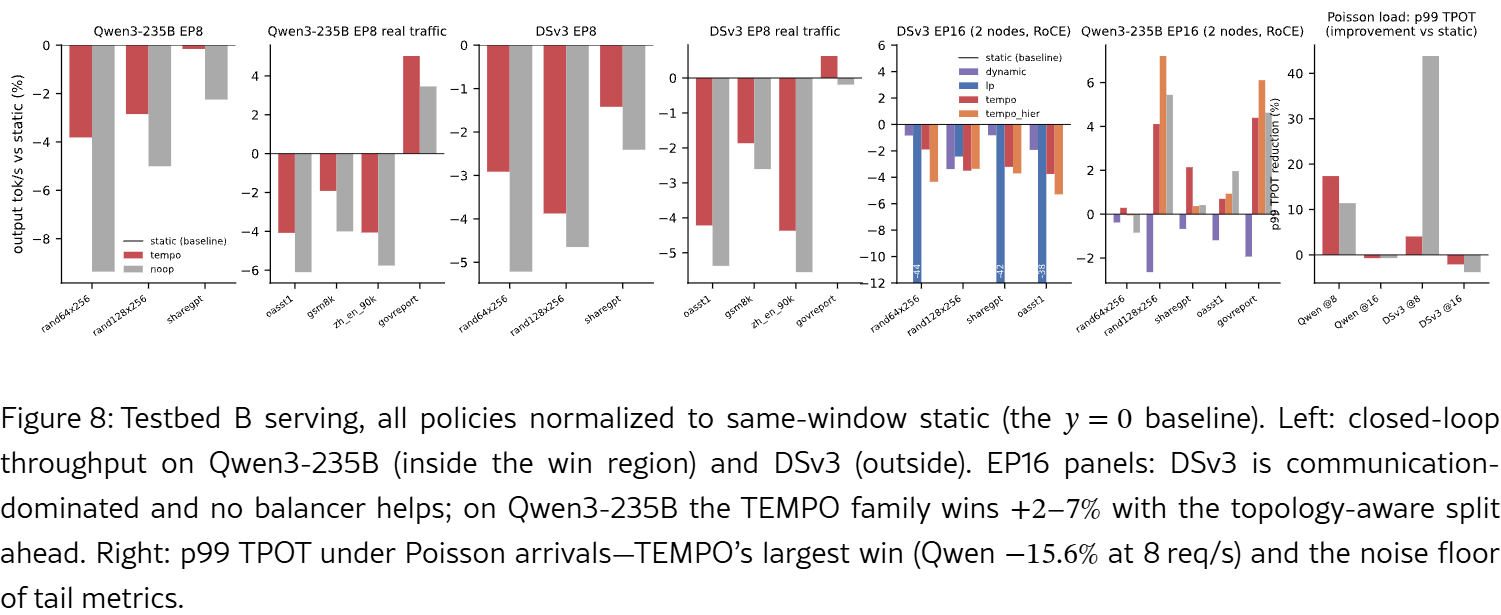 Qwen3-235B EP8
output tok/s vs static (%)
0
−2
−4
−6
−8
static (baseline)
tempo
noop
rand64x256
rand128x256
sharegpt
Qwen3-235B EP8 real traffic
4
2
0
−2
−4
−6
oasst1
gsm8k
zh_en_90k
govreport
DSv3 EP8
0
−1
−2
−3
−4
−5
rand64x256
rand128x256
sharegpt
DSv3 EP8 real traffic
0
−1
−2
−3
−4
−5
oasst1
gsm8k
zh_en_90k
govreport
DSv3 EP16 (2 nodes, RoCE)
6
4
2
0
−2
−4
−6
−8
−10
−12
static (baseline)
dynamic
lp
tempo
tempo_hier
-44
-42
-38
rand64x256
rand128x256
sharegpt
oasst1
Qwen3-235B EP16 (2 nodes, RoCE)
6
4
2
0
−2
rand64x256
rand128x256
sharegpt
oasst1
govreport
Poisson load: p99 TPOT
(improvement vs static)
p99 TPOT reduction (%)
40
30
20
10
0
Qwen @8
Qwen @16
DSv3 @8
DSv3 @16
Figure 8: Testbed B serving, all policies normalized to same-window static (the y = 0 baseline). Left: closed-loop
throughput on Qwen3-235B (inside the win region) and DSv3 (outside). EP16 panels: DSv3 is communication-
dominated and no balancer helps; on Qwen3-235B the TEMPO family wins +2–7% with the topology-aware split
ahead. Right: p99 TPOT under Poisson arrivals—TEMPO’s largest win (Qwen −15.6% at 8 req/s) and the noise floor
of tail metrics.